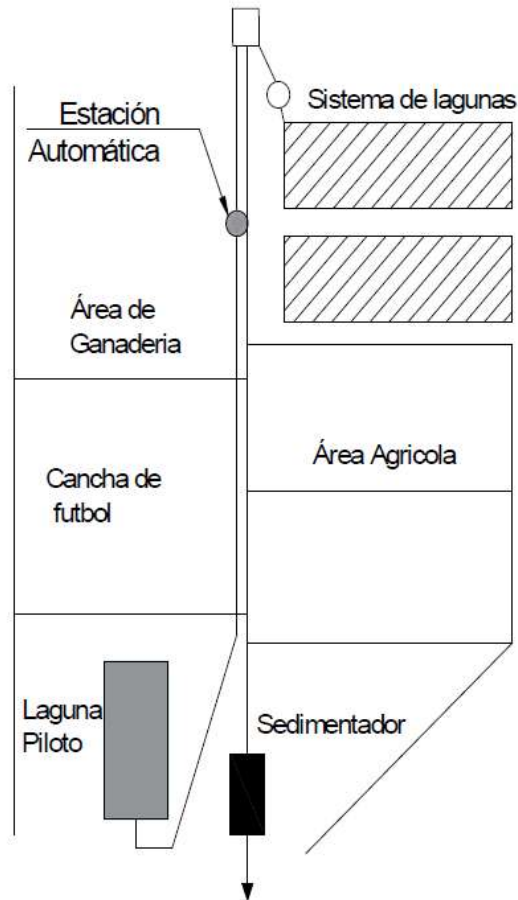 Sistema de lagunas
Estación
Automática
Área de
Ganaderia
Área Agricola
Cancha de
futbol
Laguna
Piloto
Sedimentador